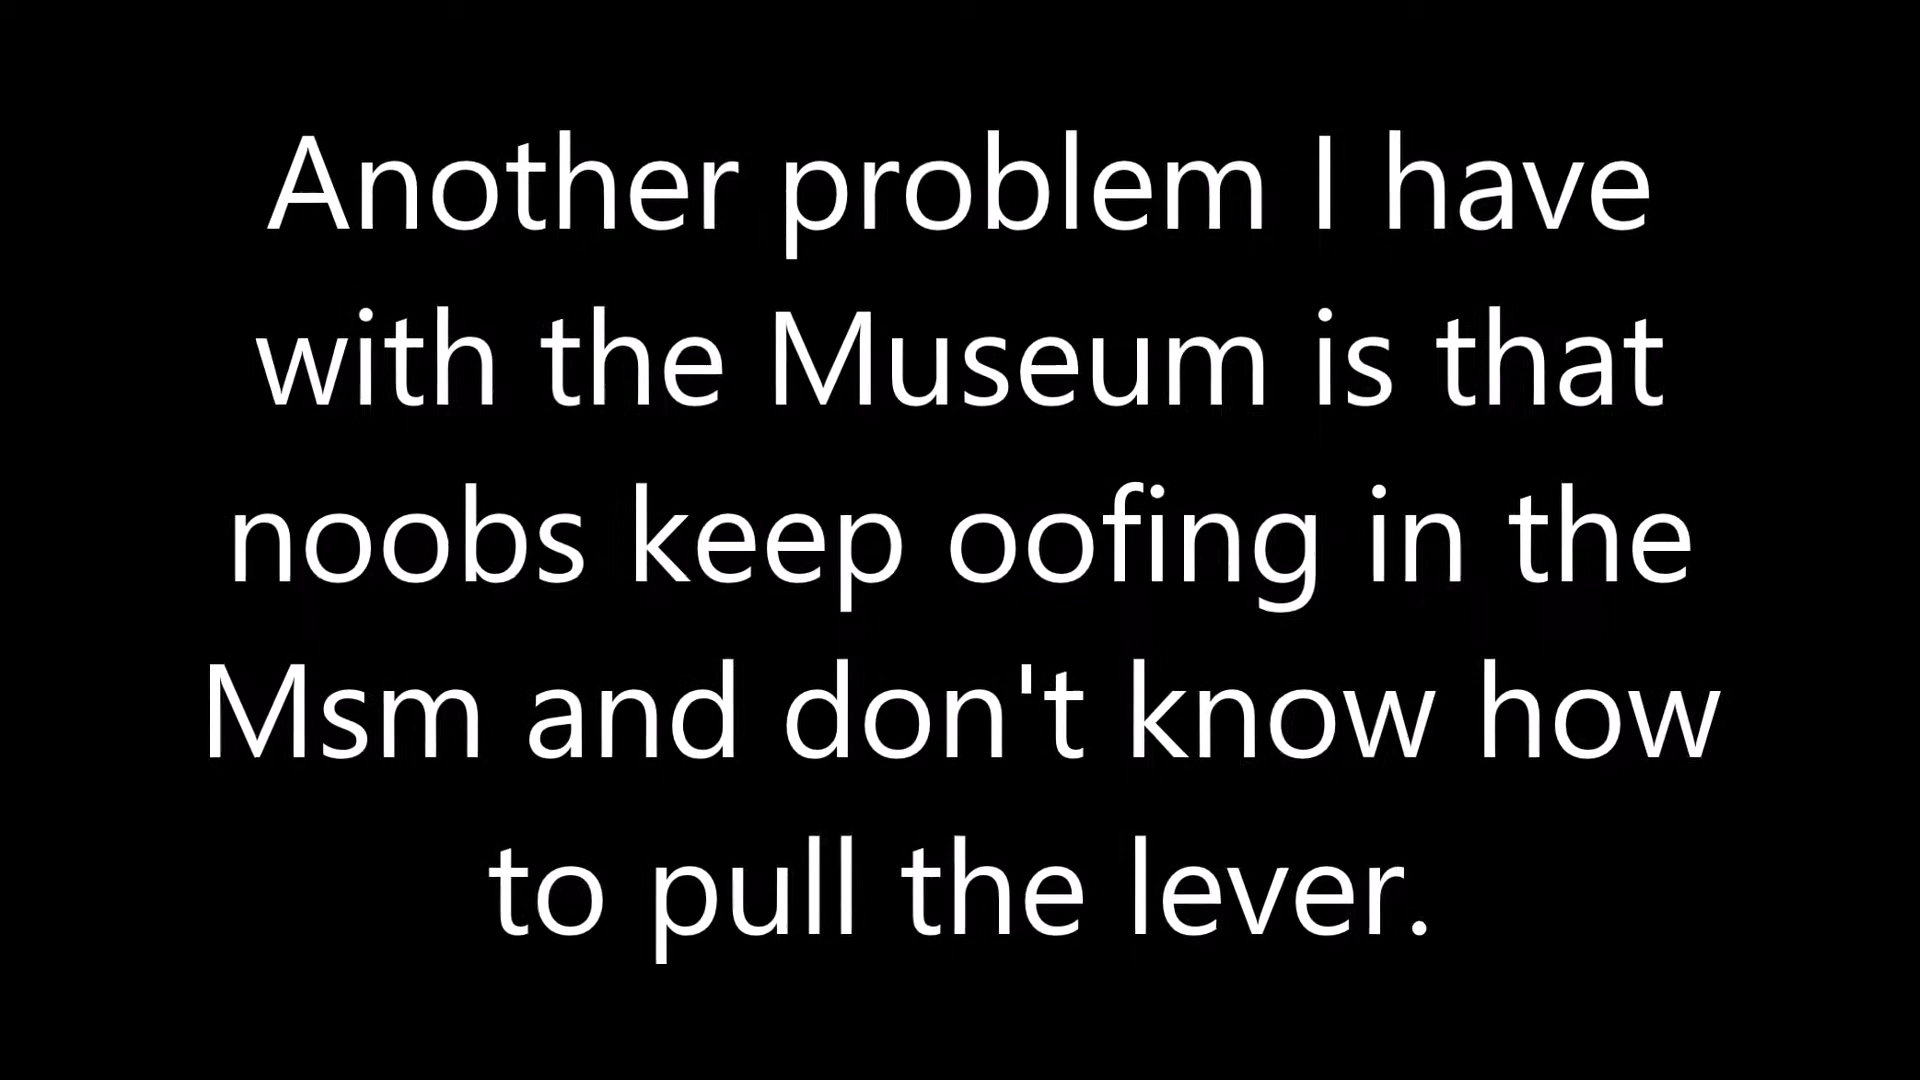 Another problem I have
with the Museum is that
noobs keep oofing in the
Msm and don't know how
to pull the lever.